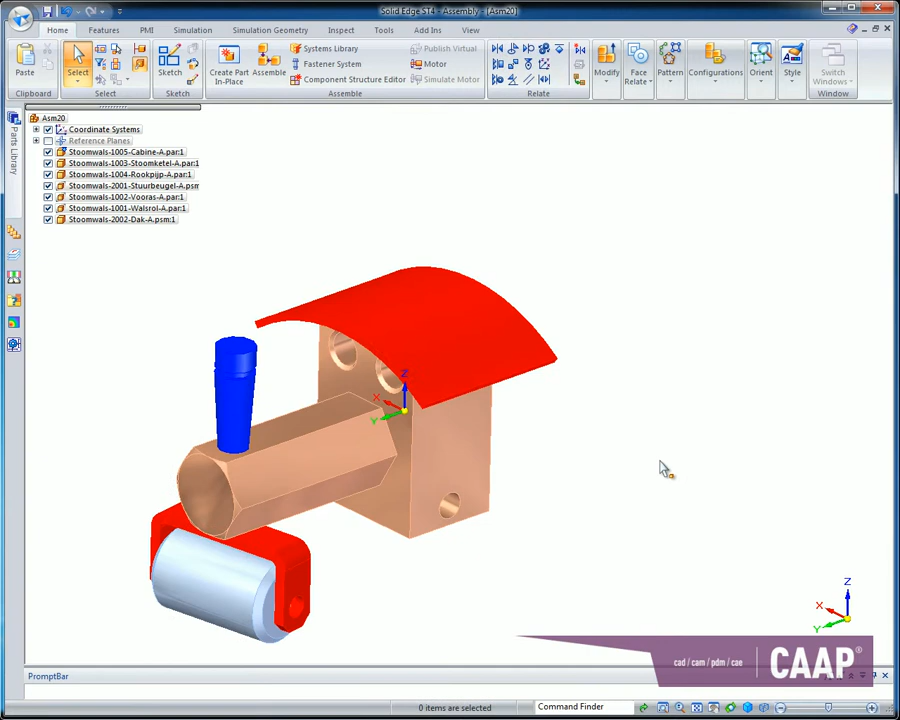 Solid Edge ST4 - Assembly - [Asm20]
Home Features PMI Simulation Simulation Geometry Inspect Tools Add Ins View
Paste
Clipboard
Select
Select
Sketch
Sketch
Create Part In-Place
Assemble
Systems Library
Fastener System
Component Structure Editor
Publish Virtual
Motor
Simulate Motor
Assemble
Relate
Modify
Face Relate
Pattern
Configurations
Orient
Style
Switch Windows
Window
Parts Library
Asm20
Coordinate Systems
Reference Planes
Stoomwals-1005-Cabine-A.par:1
Stoomwals-1003-Stoomketel-A.par:1
Stoomwals-1004-Rookpijp-A.par:1
Stoomwals-2001-Stuurbeugel-A.psm
Stoomwals-1002-Vooras-A.par:1
Stoomwals-1001-Walsrol-A.par:1
Stoomwals-2002-Dak-A.psm:1
Z
X
Y
Z
X
Y
cad / cam / pdm / cae CAAP®
PromptBar
0 items are selected
Command Finder